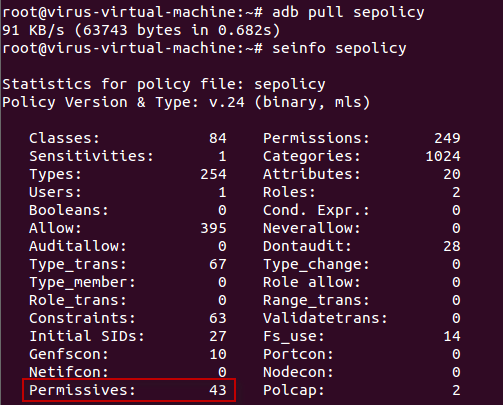 root@virus-virtual-machine:~# adb pull sepolicy
91 KB/s (63743 bytes in 0.682s)
root@virus-virtual-machine:~# seinfo sepolicy
Statistics for policy file: sepolicy
Policy Version & Type: v.24 (binary, mls)
Classes: 84 Permissions: 249
Sensitivities: 1 Categories: 1024
Types: 254 Attributes: 20
Users: 1 Roles: 2
Booleans: 0 Cond. Expr.: 0
Allow: 395 Neverallow: 0
Auditallow: 0 Dontaudit: 28
Type_trans: 67 Type_change: 0
Type_member: 0 Role allow: 0
Role_trans: 0 Range_trans: 0
Constraints: 63 Validatetrans: 0
Initial SIDs: 27 Fs_use: 14
Genfscon: 10 Portcon: 0
Netifcon: 0 Nodecon: 0
Permissives: 43 Polcap: 2